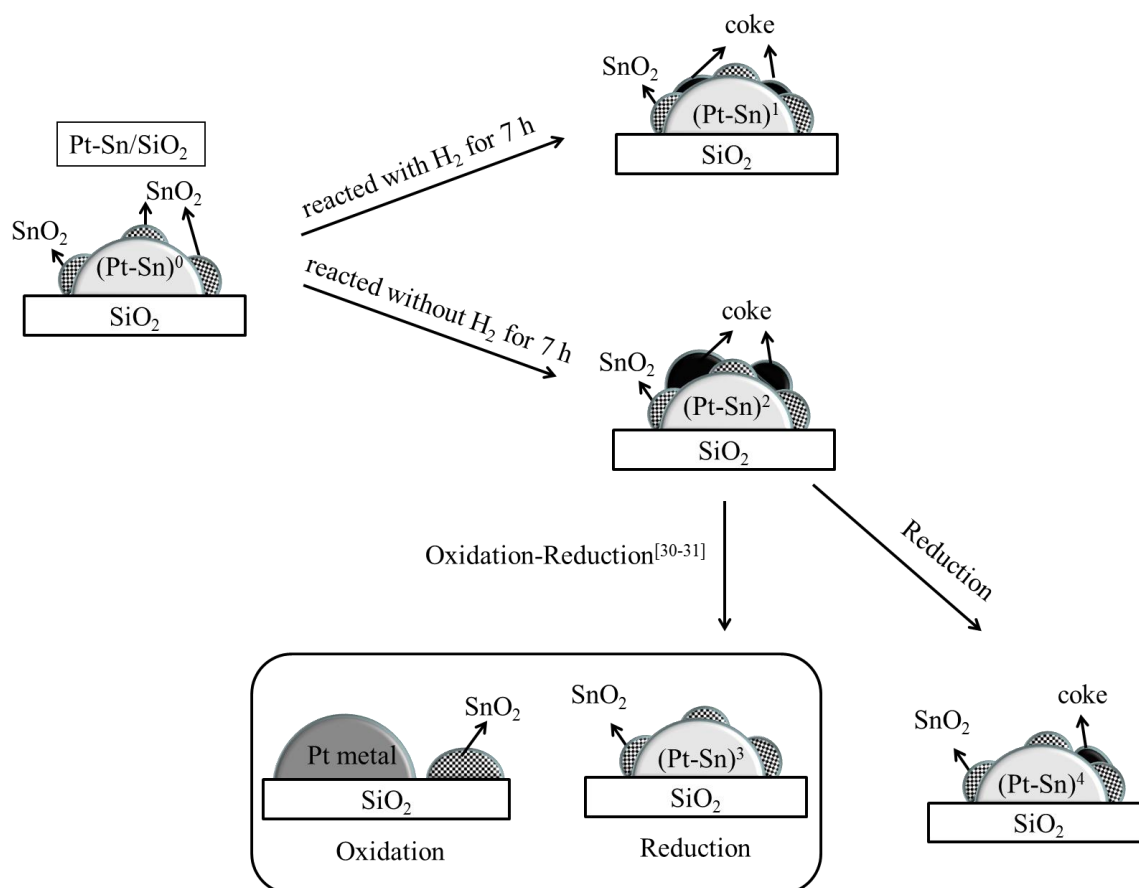 coke
SnO₂
(Pt-Sn)¹
SiO₂
reacted with H₂ for 7 h
Pt-Sn/SiO₂
SnO₂
SnO₂
(Pt-Sn)⁰
SiO₂
reacted without H₂ for 7 h
coke
SnO₂
(Pt-Sn)²
SiO₂
Oxidation-Reduction[30-31]
Reduction
SnO₂
Pt metal
SiO₂
Oxidation
SnO₂
(Pt-Sn)³
SiO₂
Reduction
coke
SnO₂
(Pt-Sn)⁴
SiO₂